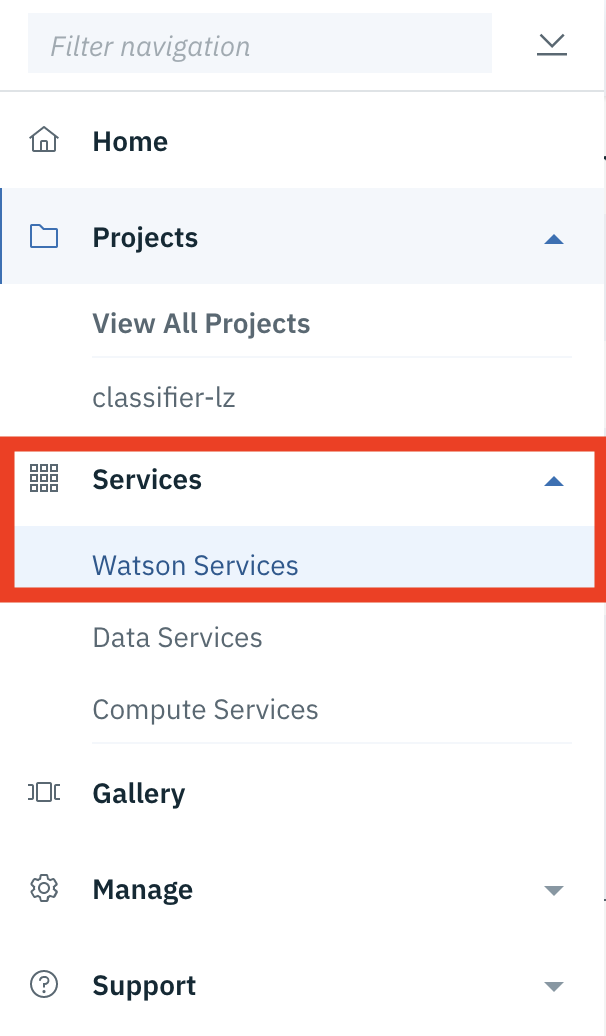 Filter navigation
Home
Projects
View All Projects
classifier-lz
Services
Watson Services
Data Services
Compute Services
Gallery
Manage
Support